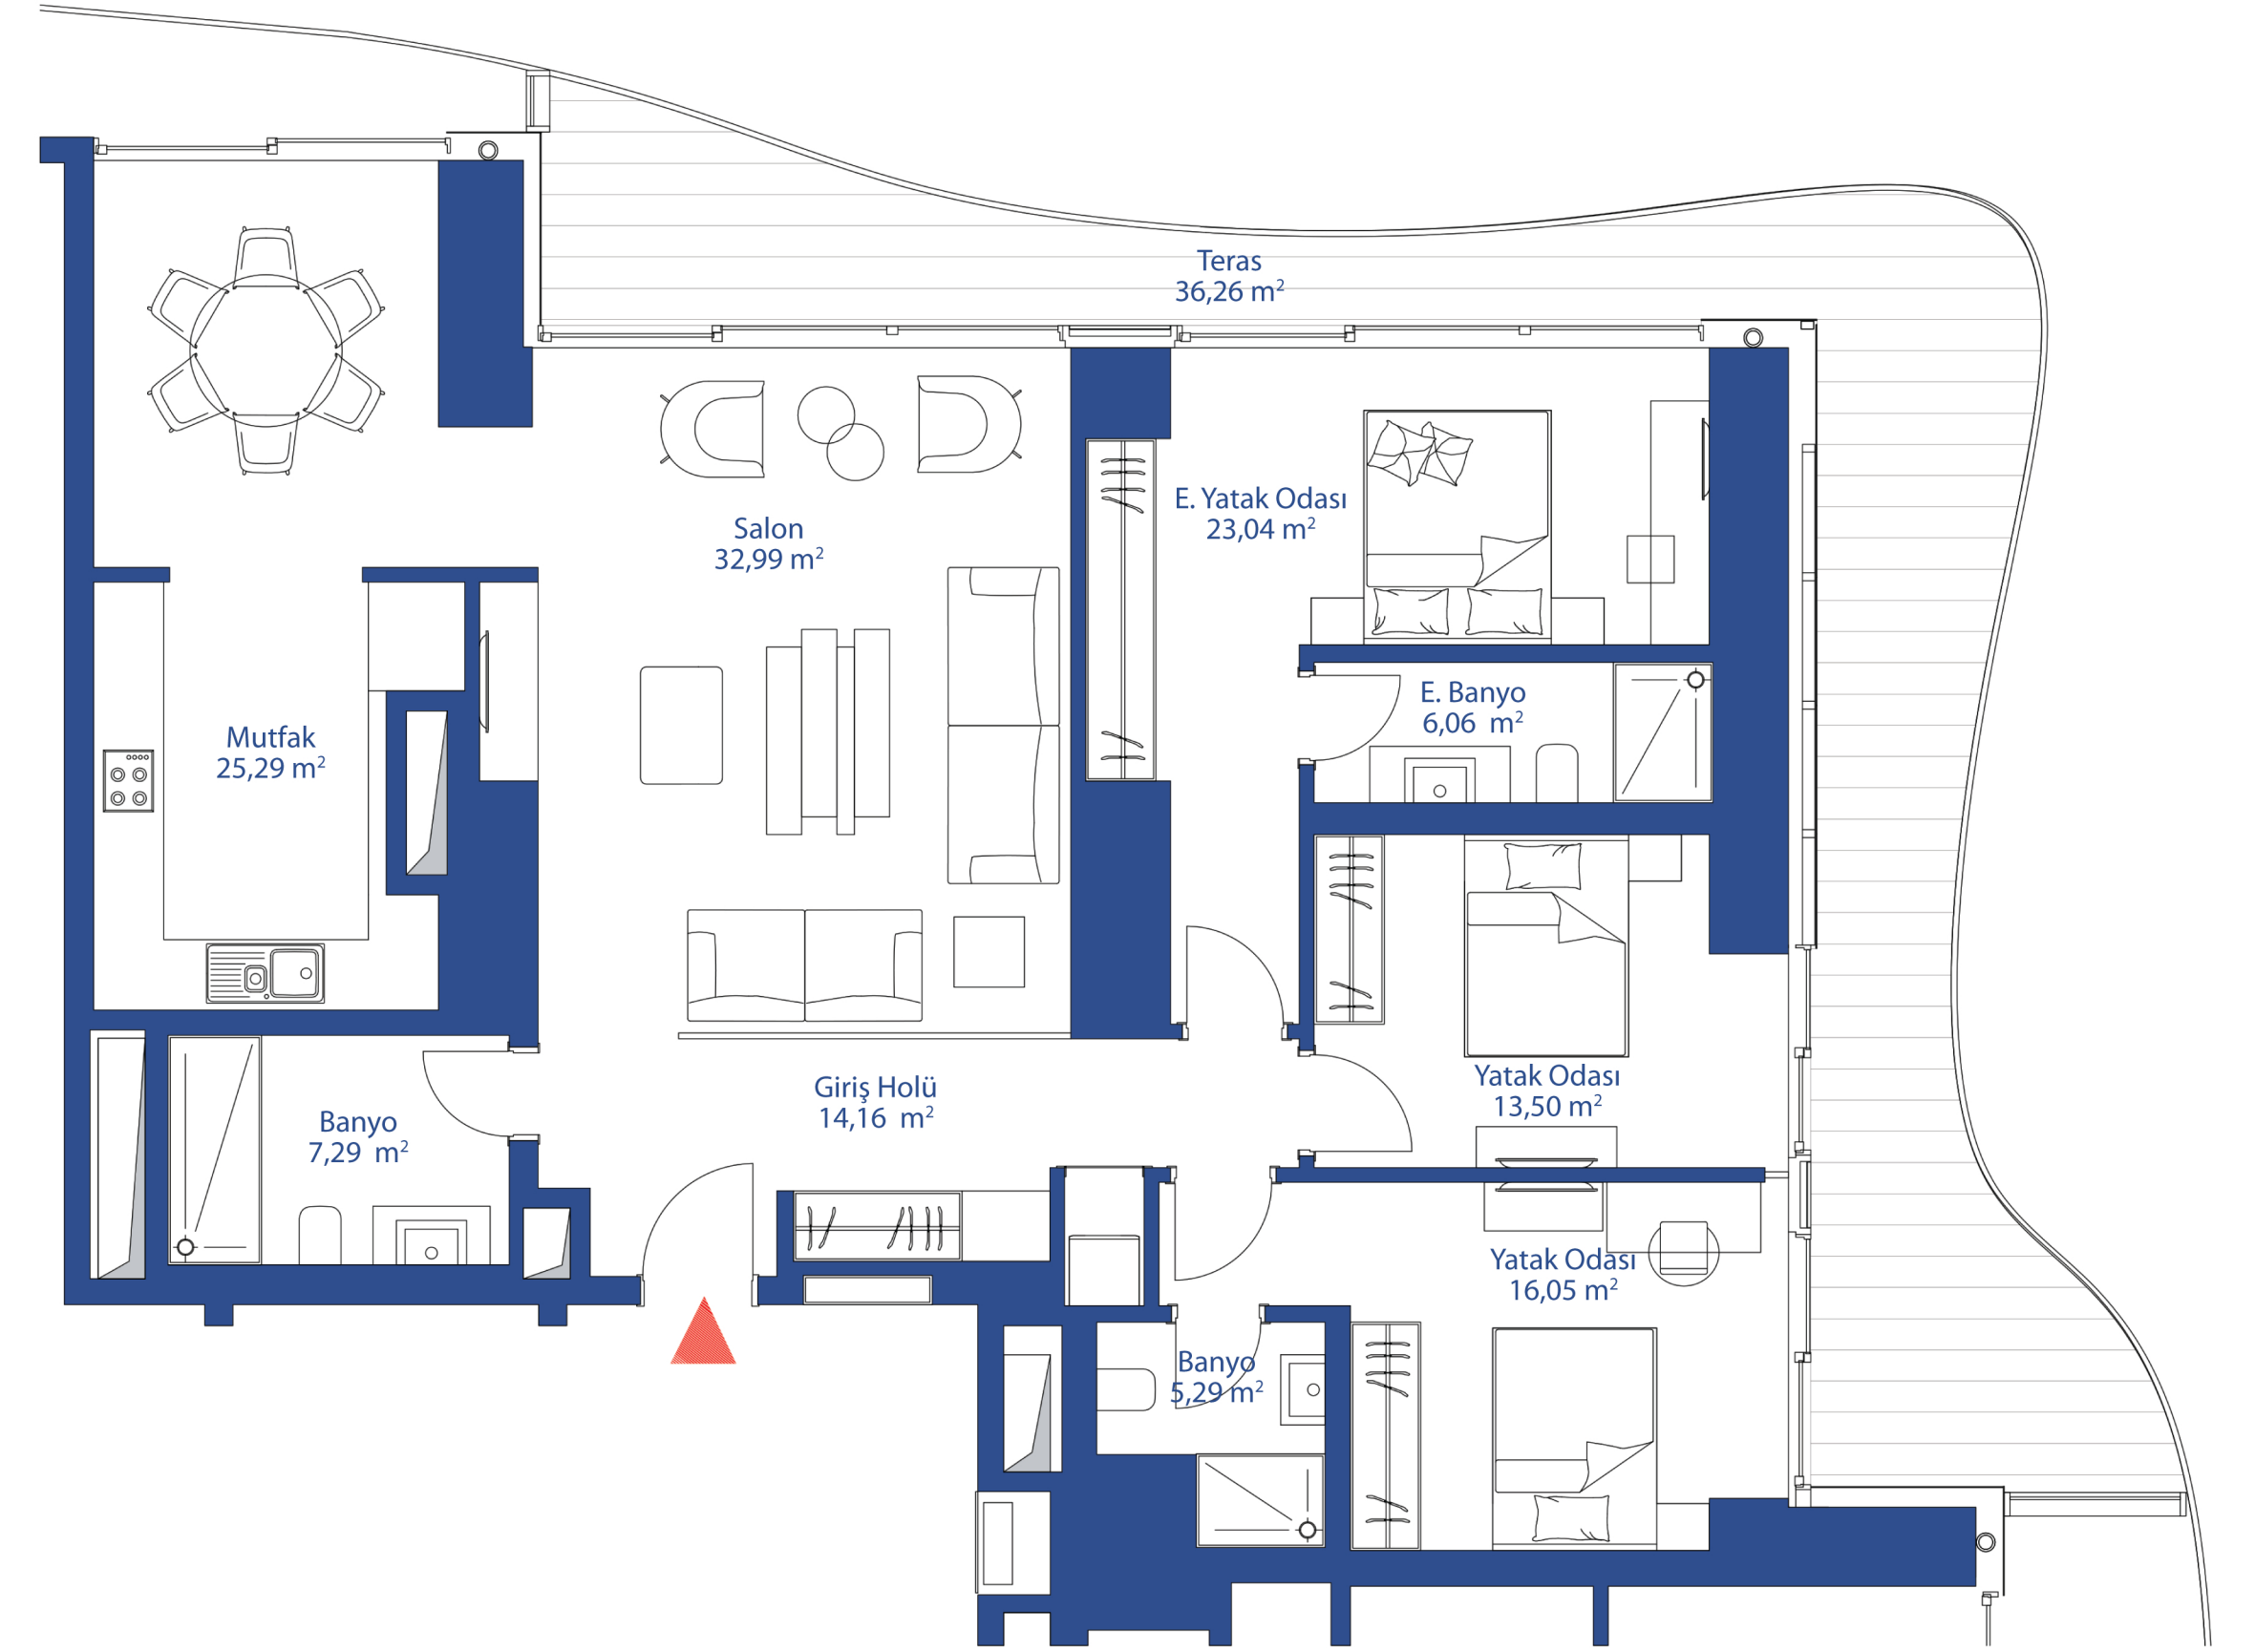 Teras
36,26 m²
E. Yatak Odası
23,04 m²
Salon
32,99 m²
E. Banyo
6,06 m²
Mutfak
25,29 m²
Yatak Odası
13,50 m²
Giriş Holü
14,16 m²
Banyo
7,29 m²
Yatak Odası
16,05 m²
Banyo
5,29 m²